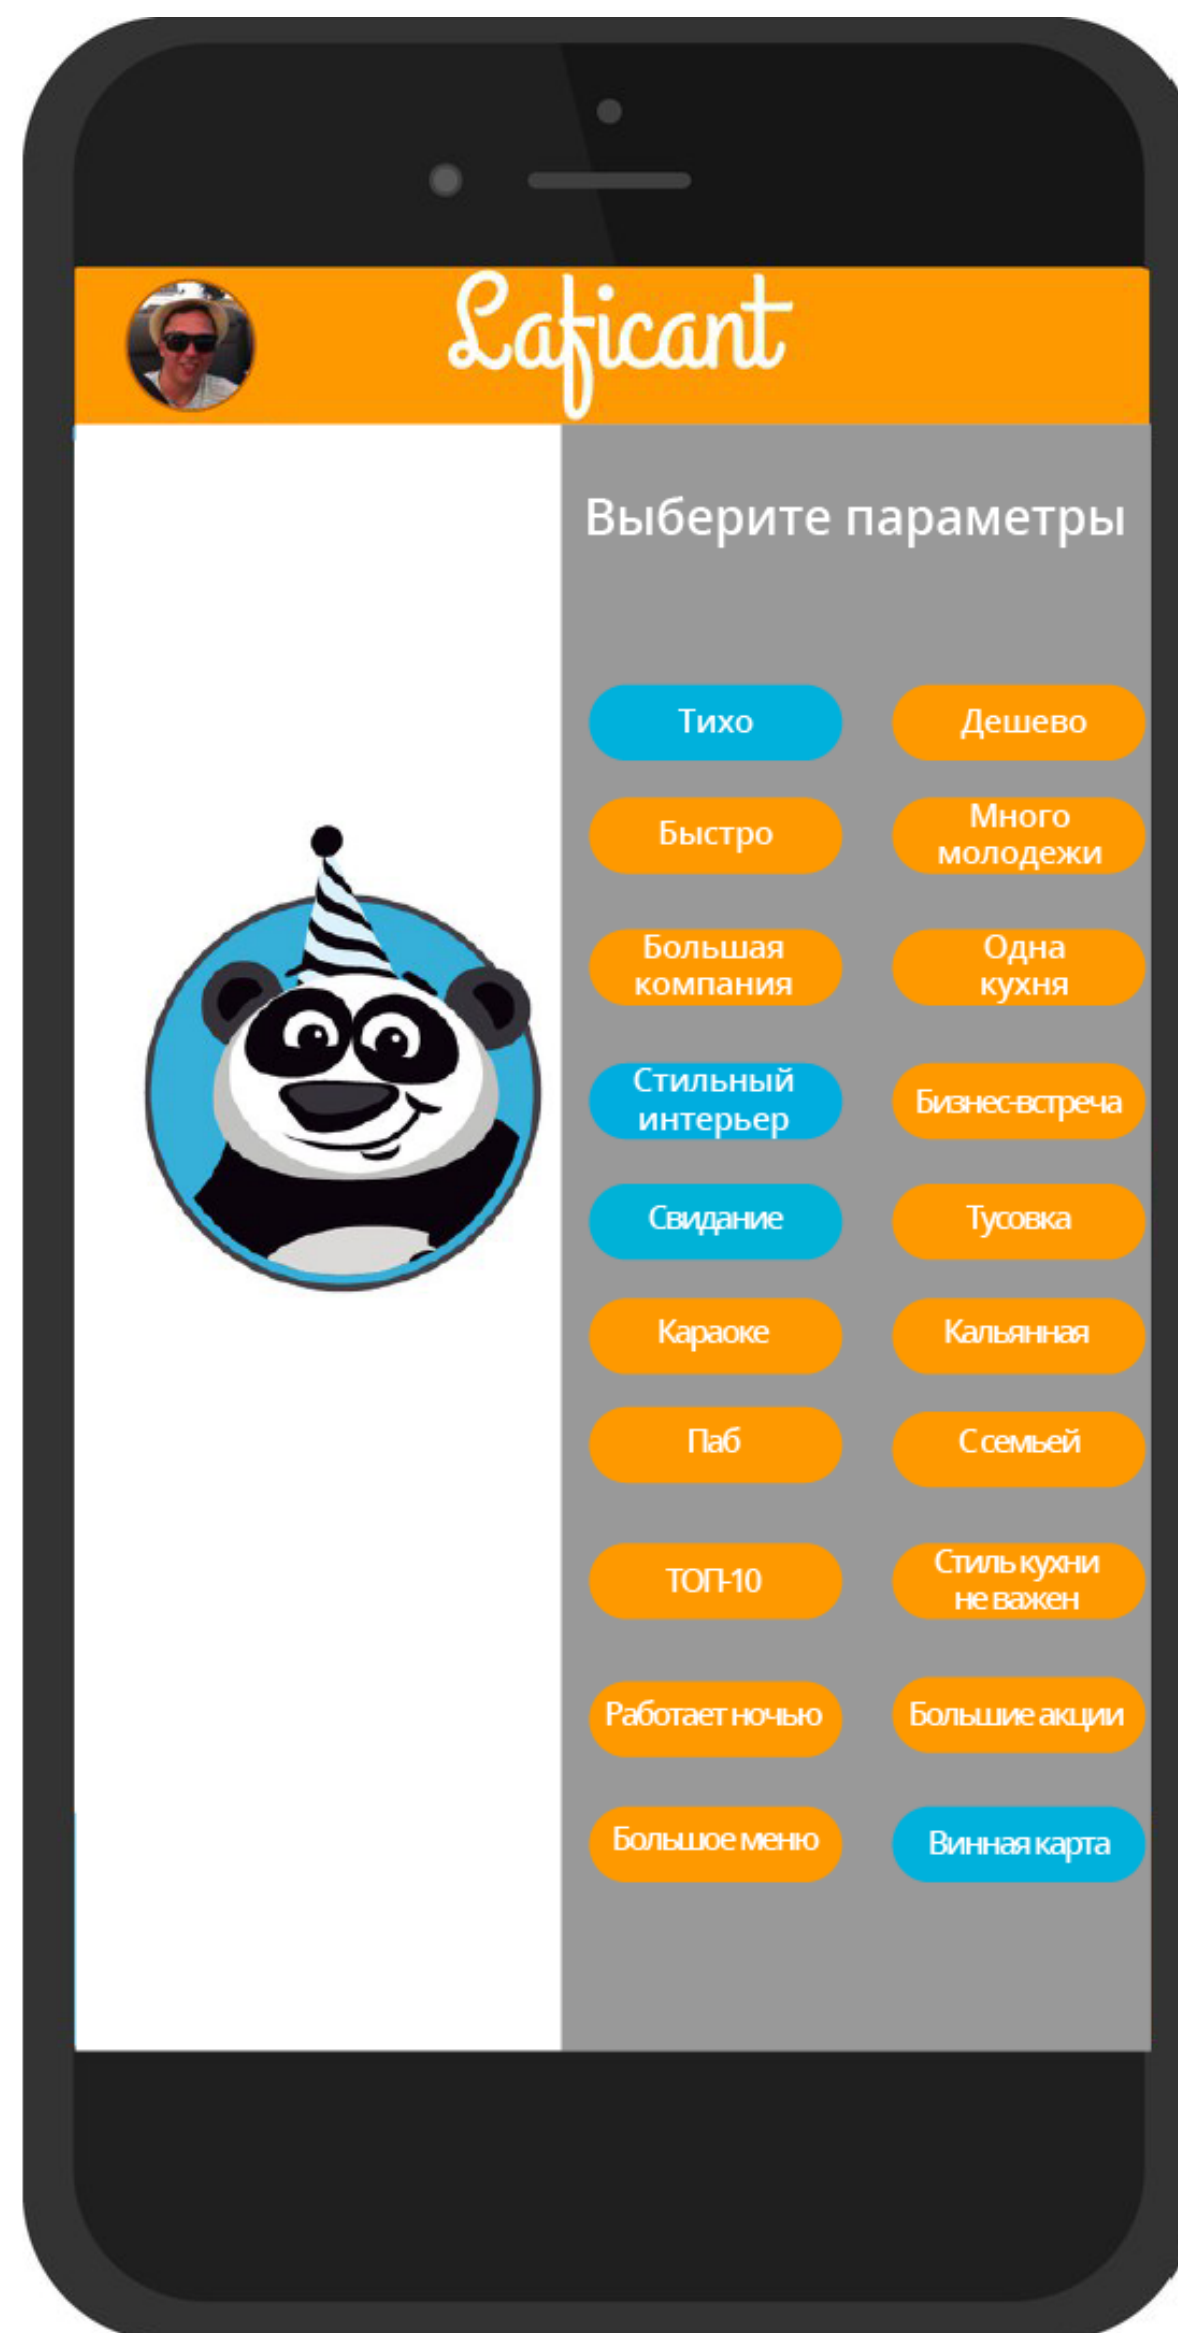 Laficant
Выберите параметры
Тихо
Дешево
Быстро
Много
молодежи
Большая
компания
Одна
кухня
Стильный
интерьер
Бизнес-встреча
Свидание
Тусовка
Караоке
Кальянная
Паб
С семьей
ТОП-10
Стиль кухни
не важен
Работает ночью
Большие акции
Большое меню
Винная карта